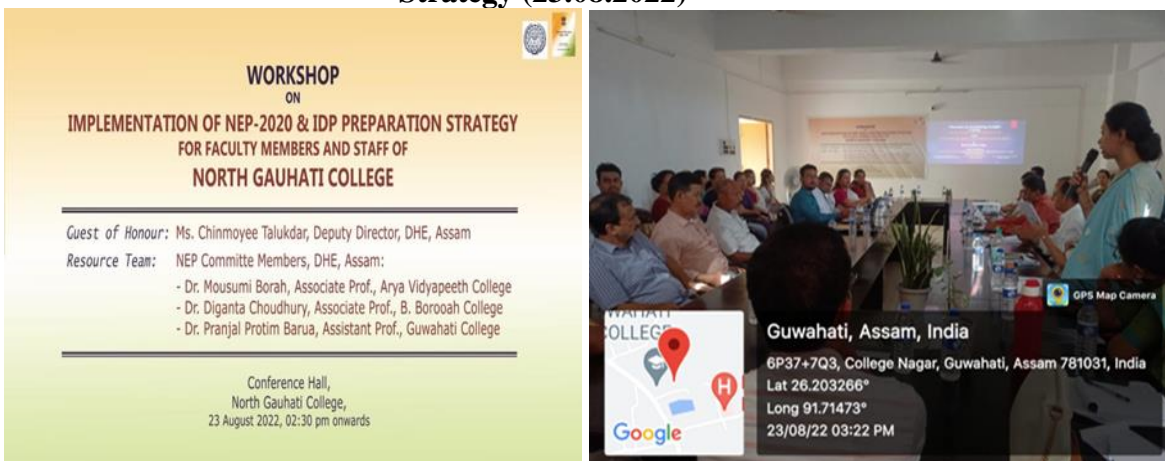 Strategy (23.08.2022)
WORKSHOP
ON
IMPLEMENTATION OF NEP-2020 & IDP PREPARATION STRATEGY
FOR FACULTY MEMBERS AND STAFF OF
NORTH GAUHATI COLLEGE
Guest of Honour: Ms. Chinmoyee Talukdar, Deputy Director, DHE, Assam
Resource Team: NEP Committe Members, DHE, Assam:
- Dr. Mousumi Borah, Associate Prof., Arya Vidyapeeth College
- Dr. Diganta Choudhury, Associate Prof., B. Borooah College
- Dr. Pranjal Protim Barua, Assistant Prof., Guwahati College
Conference Hall,
North Gauhati College,
23 August 2022, 02:30 pm onwards
GPS Map Camera
COLLEGE
H
Google
Guwahati, Assam, India
6P37+7Q3, College Nagar, Guwahati, Assam 781031, India
Lat 26.203266°
Long 91.71473°
23/08/22 03:22 PM